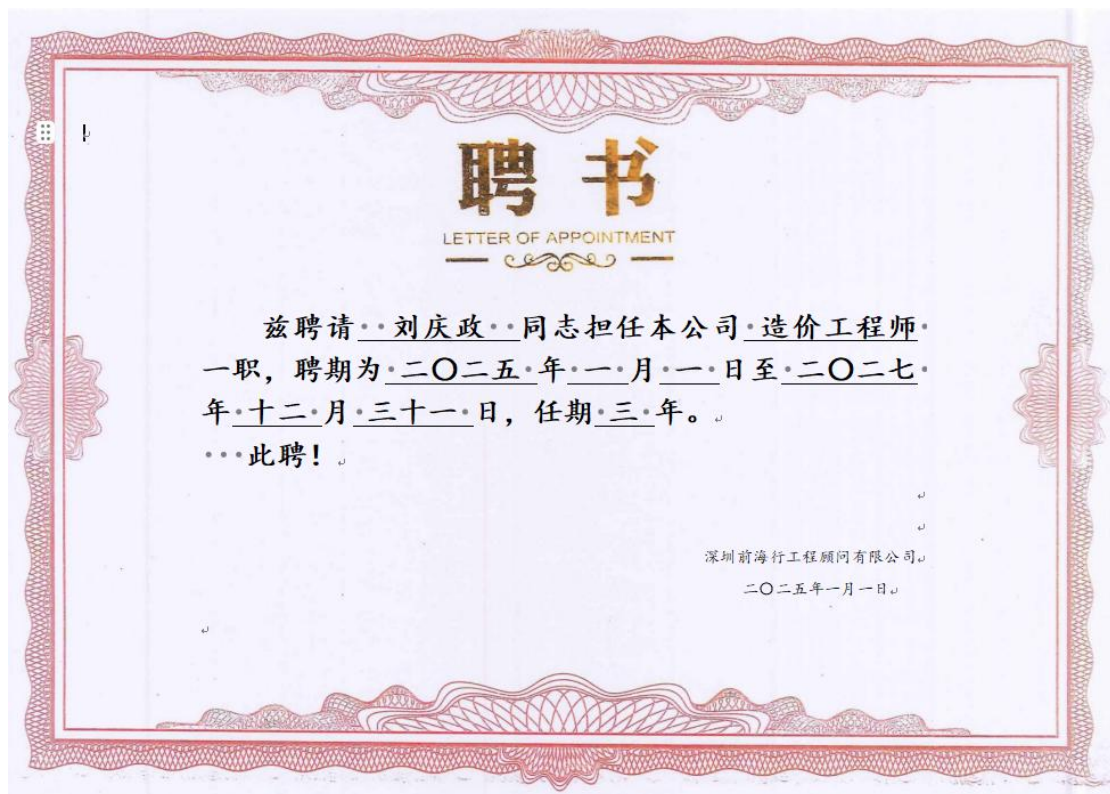 聘 书
LETTER OF APPOINTMENT
兹聘请 刘庆政 同志担任本公司 造价工程师
一职，聘期为 二〇二五 年 一 月 一 日至 二〇二七
年 十二 月 三十一 日，任期 三 年。
此聘！
深圳前海行工程顾问有限公司
二〇二五年一月一日